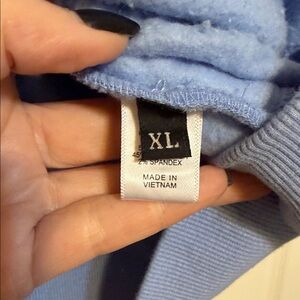 XL
2% SPANDEX
MADE IN
VIETNAM